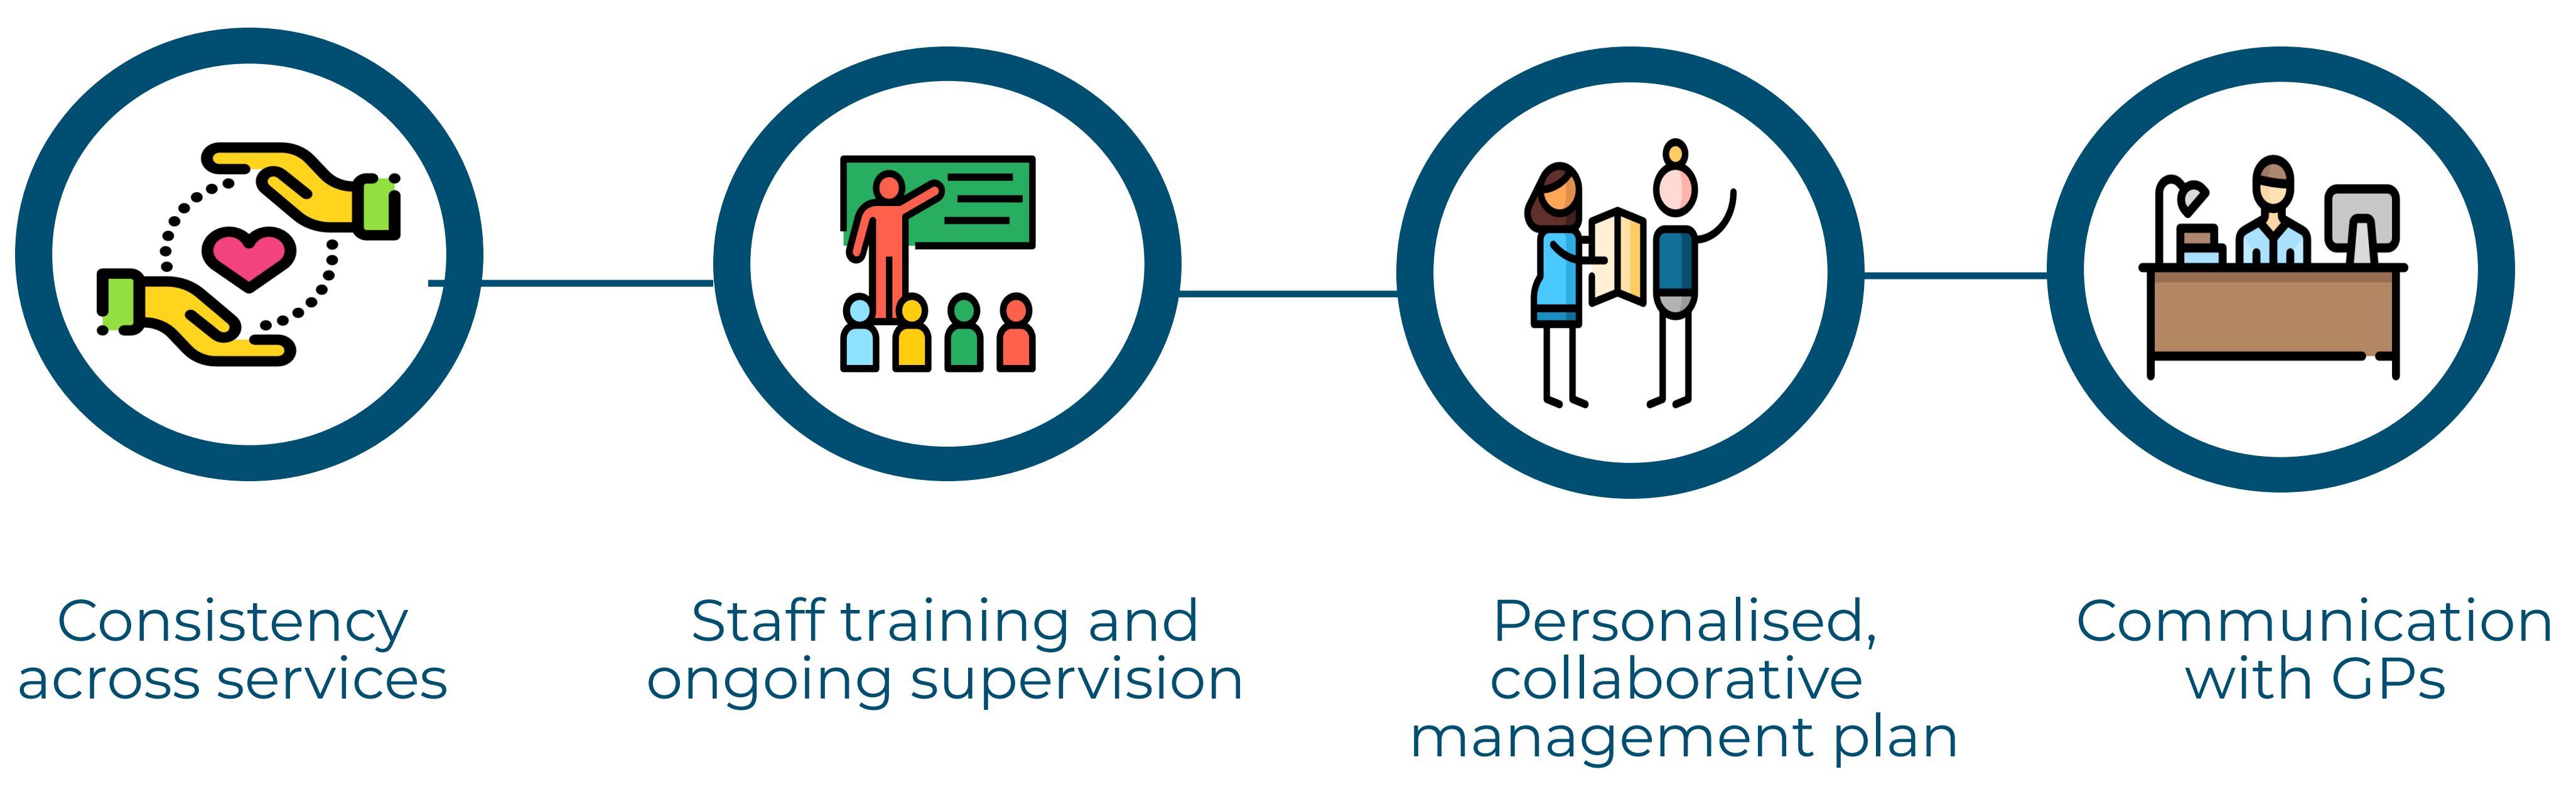 Consistency
across services
Staff training and
ongoing supervision
Personalised,
collaborative
management plan
Communication
with GPs